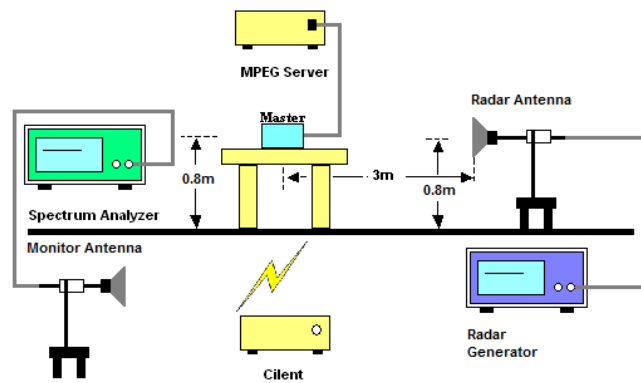 MPEG Server
Master
Radar Antenna
0.8m
3m
0.8m
Spectrum Analyzer
Monitor Antenna
Radar
Generator
Cilent